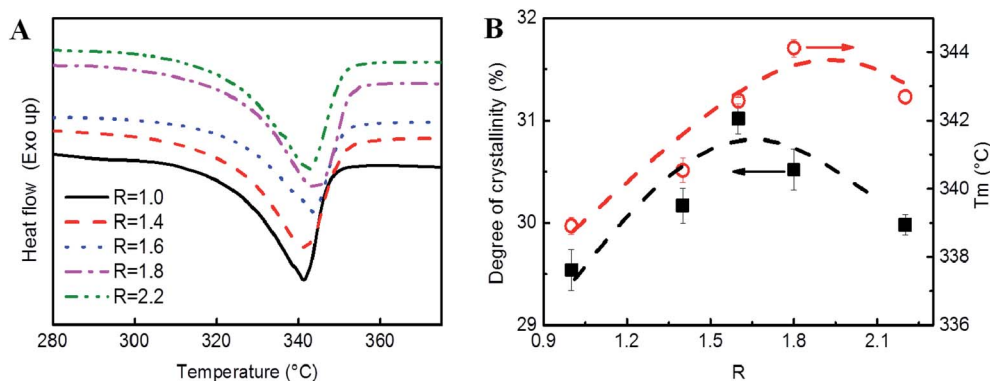 A
Heat flow (Exo up)
R=1.0
R=1.4
R=1.6
R=1.8
R=2.2
280 300 320 340 360
Temperature (°C)
B
Degree of crystallinity (%)
32
31
30
29
0.9 1.2 1.5 1.8 2.1
R
344
342
340
338
336
Tm (°C)